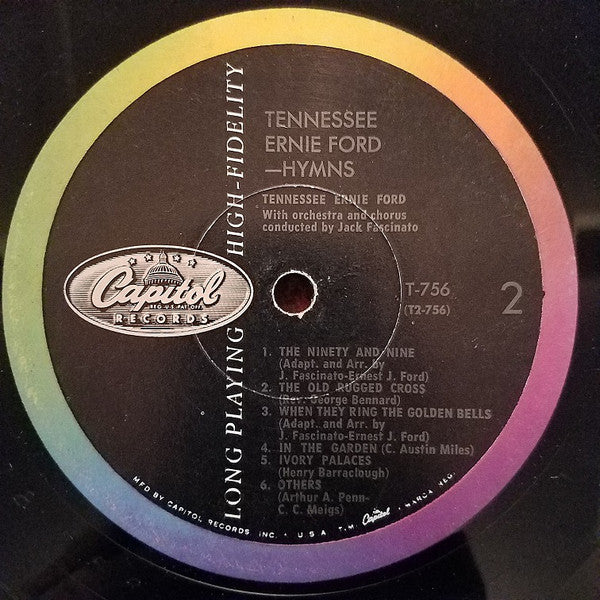 TENNESSEE
ERNIE FORD
—HYMNS
TENNESSEE ERNIE FORD
With orchestra and chorus
conducted by Jack Fascinato
LONG PLAYING HIGH-FIDELITY
Capitol
REG. U.S. PAT. OFF.
RECORDS
T-756
(T2-756)
2
1. THE NINETY AND NINE
(Adapt. and Arr. by
J. Fascinato-Ernest J. Ford)
2. THE OLD RUGGED CROSS
(Rev. George Bennard)
3. WHEN THEY RING THE GOLDEN BELLS
(Adapt. and Arr. by
J. Fascinato-Ernest J. Ford)
4. IN THE GARDEN (C. Austin Miles)
5. IVORY PALACES
(Henry Barraclough)
6. OTHERS
(Arthur A. Penn-
C. C. Meigs)
MFD BY CAPITOL RECORDS INC. • U S A T.M. Capitol • MARCA REG.